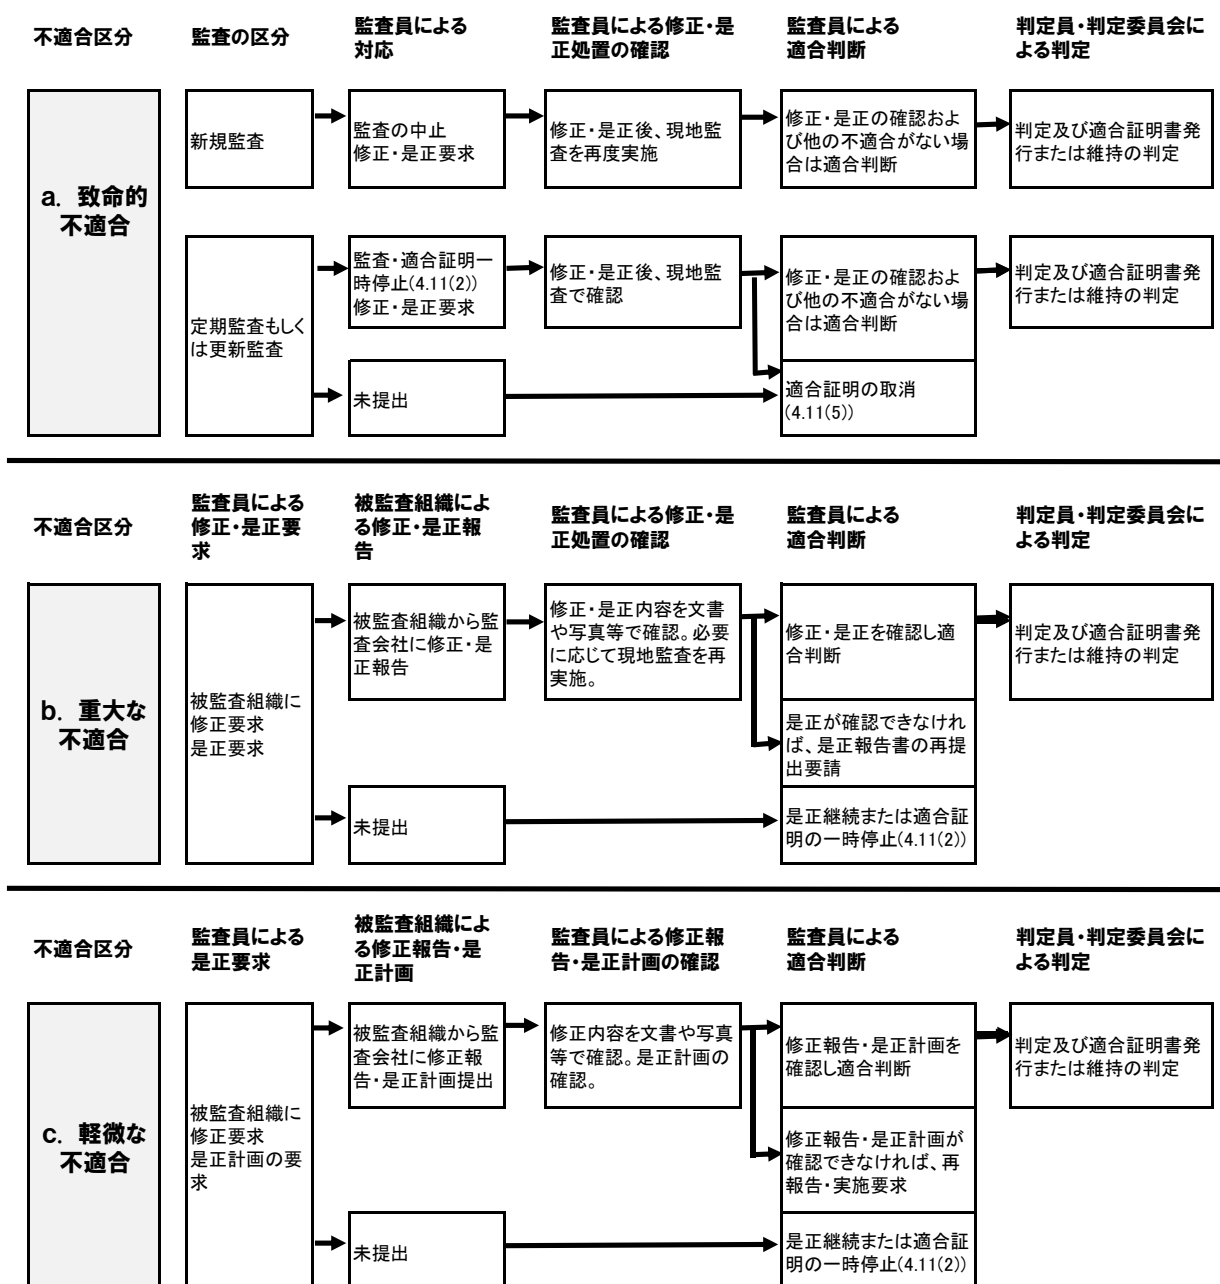 不適合区分
監査の区分
監査員による
対応
監査員による修正・是
正処置の確認
監査員による
適合判断
判定員・判定委員会に
よる判定
a. 致命的
不適合
新規監査
監査の中止
修正・是正要求
修正・是正後、現地監
査を再度実施
修正・是正の確認およ
び他の不適合がない場
合は適合判断
判定及び適合証明書発
行または維持の判定
定期監査もしく
は更新監査
監査・適合証明一
時停止(4.11(2))
修正・是正要求
修正・是正後、現地監
査で確認
修正・是正の確認およ
び他の不適合がない場
合は適合判断
判定及び適合証明書発
行または維持の判定
未提出
適合証明の取消
(4.11(5))
不適合区分
監査員による
修正・是正要
求
被監査組織によ
る修正・是正報
告
監査員による修正・是
正処置の確認
監査員による
適合判断
判定員・判定委員会に
よる判定
b. 重大な
不適合
被監査組織に
修正要求
是正要求
被監査組織から監
査会社に修正・是
正報告
修正・是正内容を文書
や写真等で確認。必要
に応じて現地監査を再
実施。
修正・是正を確認し適
合判断
判定及び適合証明書発
行または維持の判定
是正が確認できなけれ
ば、是正報告書の再提
出要請
未提出
是正継続または適合証
明の一時停止(4.11(2))
不適合区分
監査員による
是正要求
被監査組織によ
る修正報告・是
正計画
監査員による修正報
告・是正計画の確認
監査員による
適合判断
判定員・判定委員会に
よる判定
c. 軽微な
不適合
被監査組織に
修正要求
是正計画の要
求
被監査組織から監
査会社に修正報
告・是正計画提出
修正内容を文書や写真
等で確認。是正計画の
確認。
修正報告・是正計画を
確認し適合判断
判定及び適合証明書発
行または維持の判定
修正報告・是正計画が
確認できなければ、再
報告・実施要求
未提出
是正継続または適合証
明の一時停止(4.11(2))